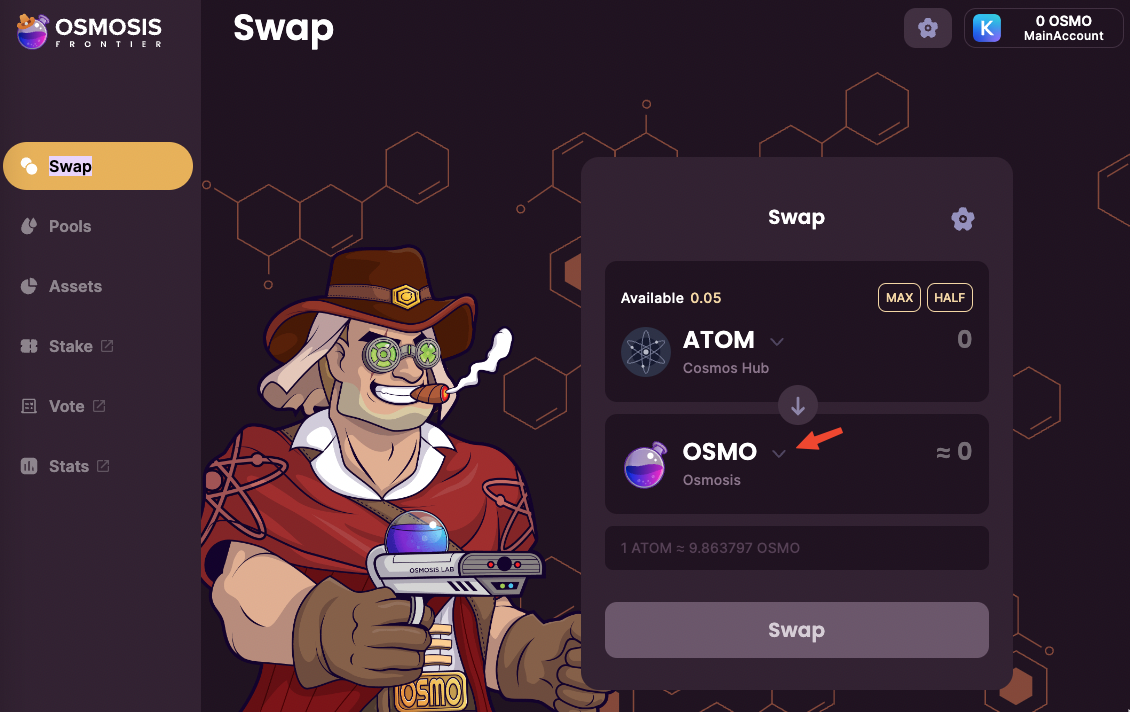 OSMOSIS
FRONTIER
Swap
K
0 OSMO
MainAccount
Swap
Pools
Assets
Stake
Vote
Stats
Swap
Available 0.05
MAX
HALF
ATOM
0
Cosmos Hub
OSMO
≈ 0
Osmosis
1 ATOM ≈ 9.863797 OSMO
Swap
OSMOSIS LAB
OSMO